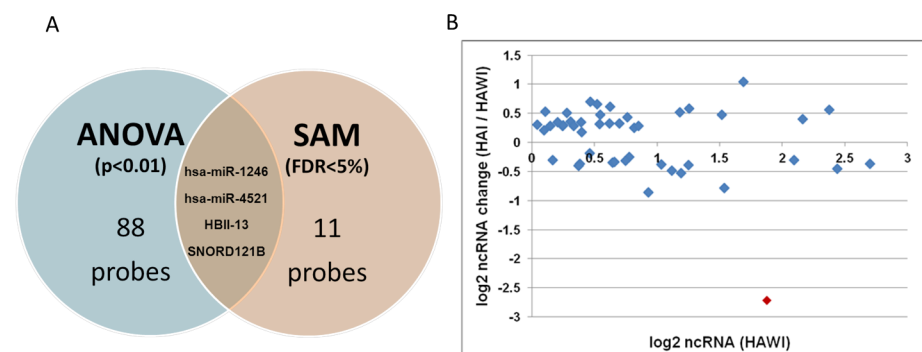 A
ANOVA
(p<0.01)
88
probes
hsa-miR-1246
hsa-miR-4521
HBII-13
SNORD121B
SAM
(FDR<5%)
11
probes
B
log2 ncRNA change (HAI / HAWI)
1.5
1
0.5
0
-0.5
-1
-1.5
-2
-2.5
-3
0
0.5
1
1.5
2
2.5
3
log2 ncRNA (HAWI)